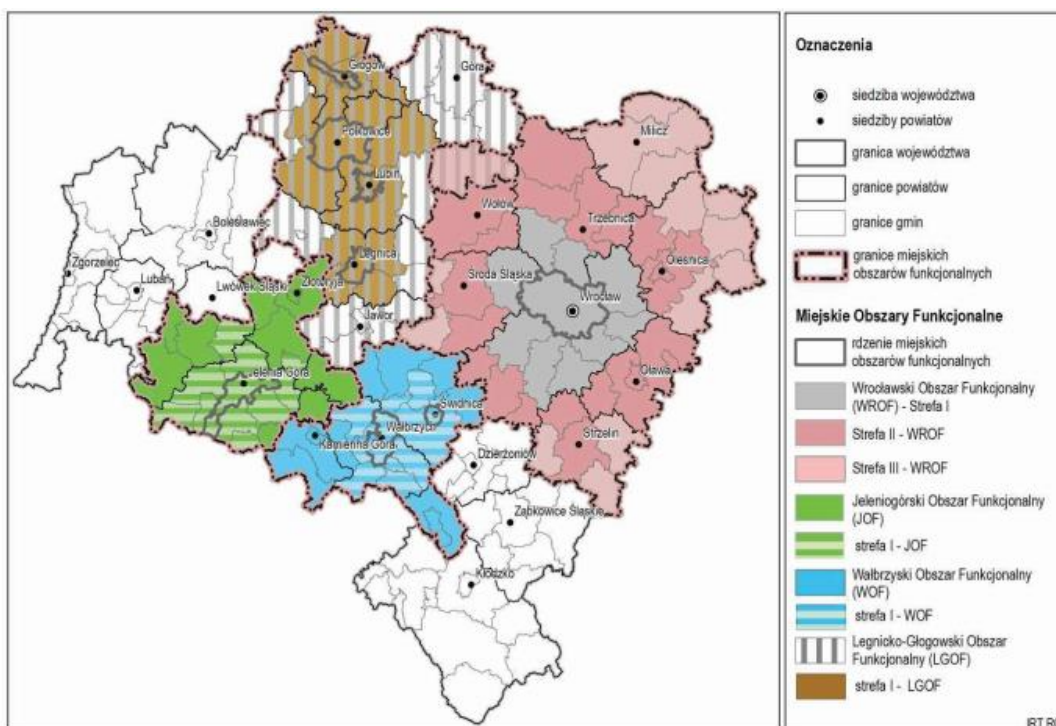 Głogów
Góra
Milicz
Polkowice
Lubin
Wołów
Trzebnica
Bolesławiec
Oleśnica
Zgorzelec
Legnica
Środa Śląska
Lubań
Lwówek Śląski
Złotoryja
Wrocław
Jawor
Jelenia Góra
Oława
Świdnica
Wałbrzych
Kamienna Góra
Strzelin
Dzierżoniów
Ząbkowice Śląskie
Kłodzko
Oznaczenia
siedziba województwa
siedziby powiatów
granica województwa
granice powiatów
granice gmin
granice miejskich
obszarów funkcjonalnych
Miejskie Obszary Funkcjonalne
rdzenie miejskich
obszarów funkcjonalnych
Wrocławski Obszar Funkcjonalny
(WROF) - Strefa I
Strefa II - WROF
Strefa III - WROF
Jeleniogórski Obszar Funkcjonalny
(JOF)
strefa I - JOF
Wałbrzyski Obszar Funkcjonalny
(WOF)
strefa I - WOF
Legnicko-Głogowski Obszar
Funkcjonalny (LGOF)
strefa I - LGOF